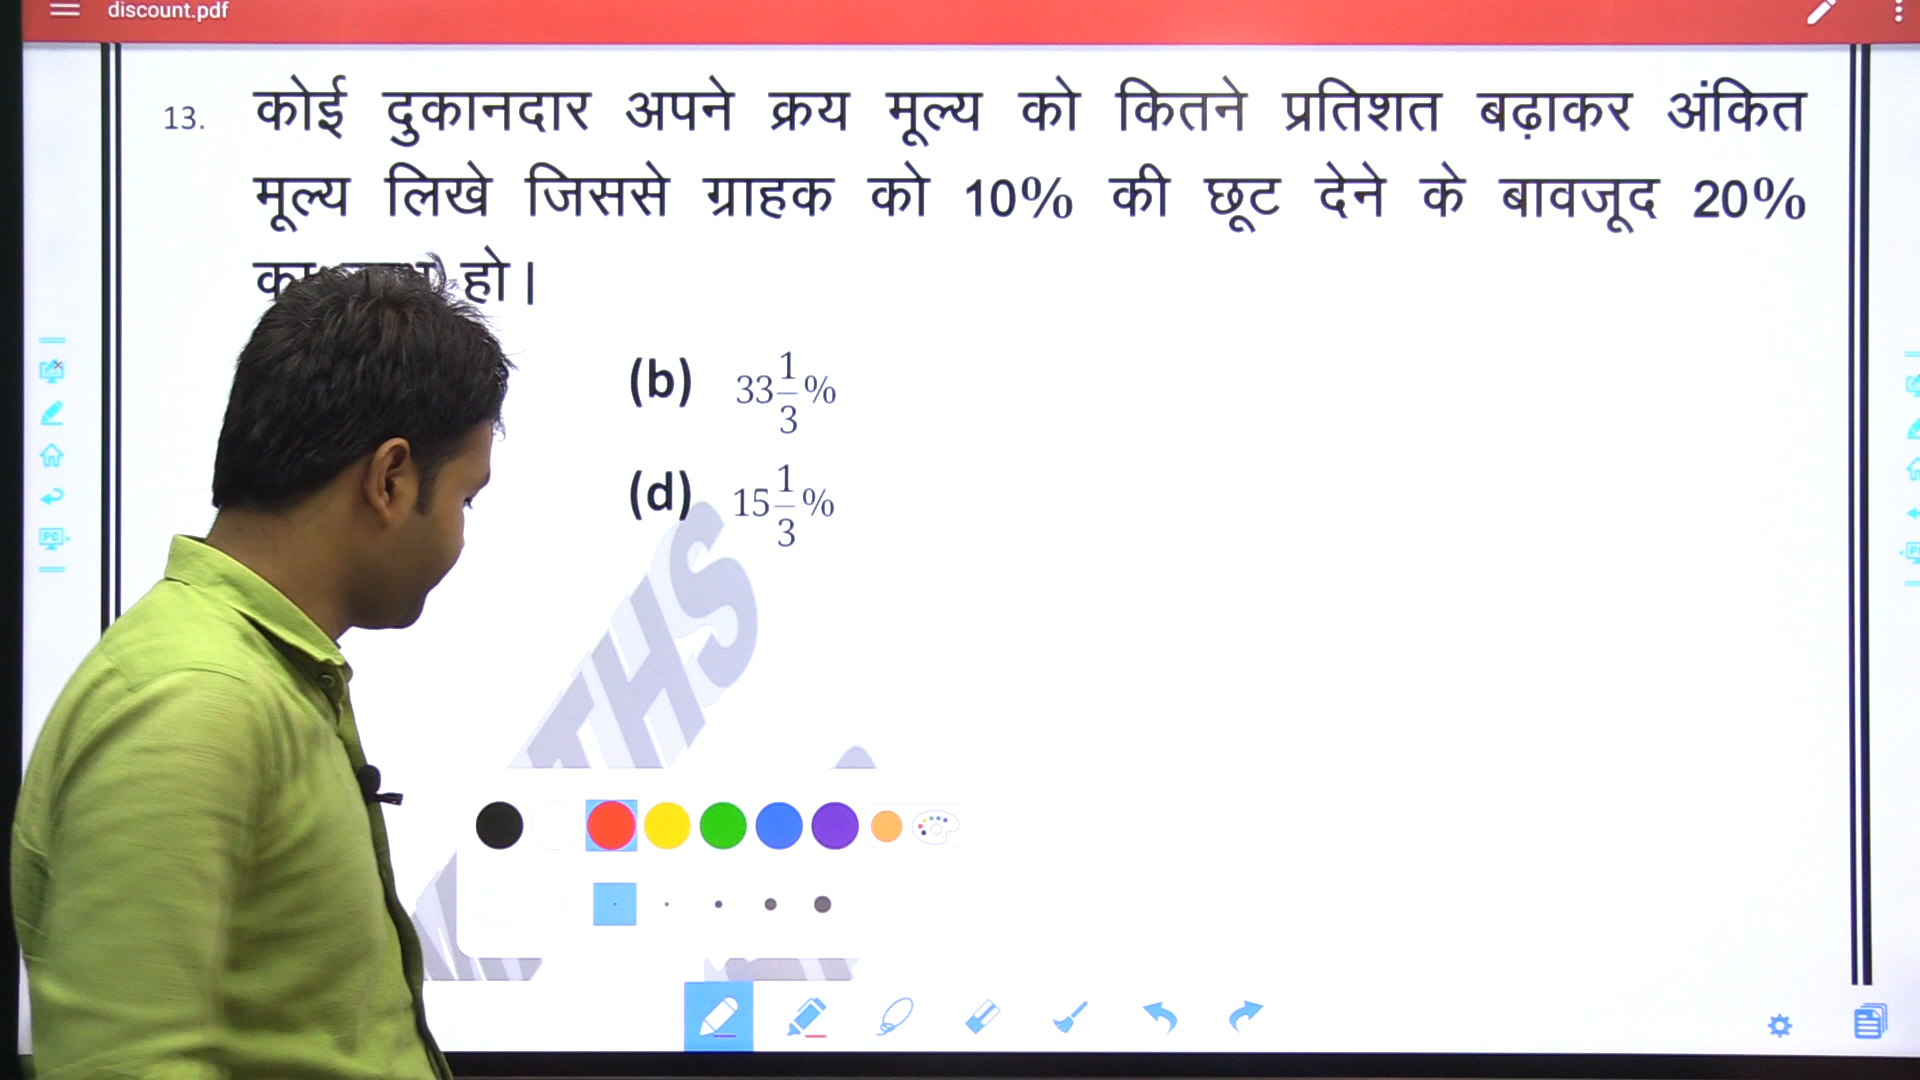 discount.pdf
13. कोई दुकानदार अपने क्रय मूल्य को कितने प्रतिशत बढ़ाकर अंकित
मूल्य लिखे जिससे ग्राहक को 10% की छूट देने के बावजूद 20%
हो।
(b) 33 1/3 %
(d) 15 1/3 %
THS